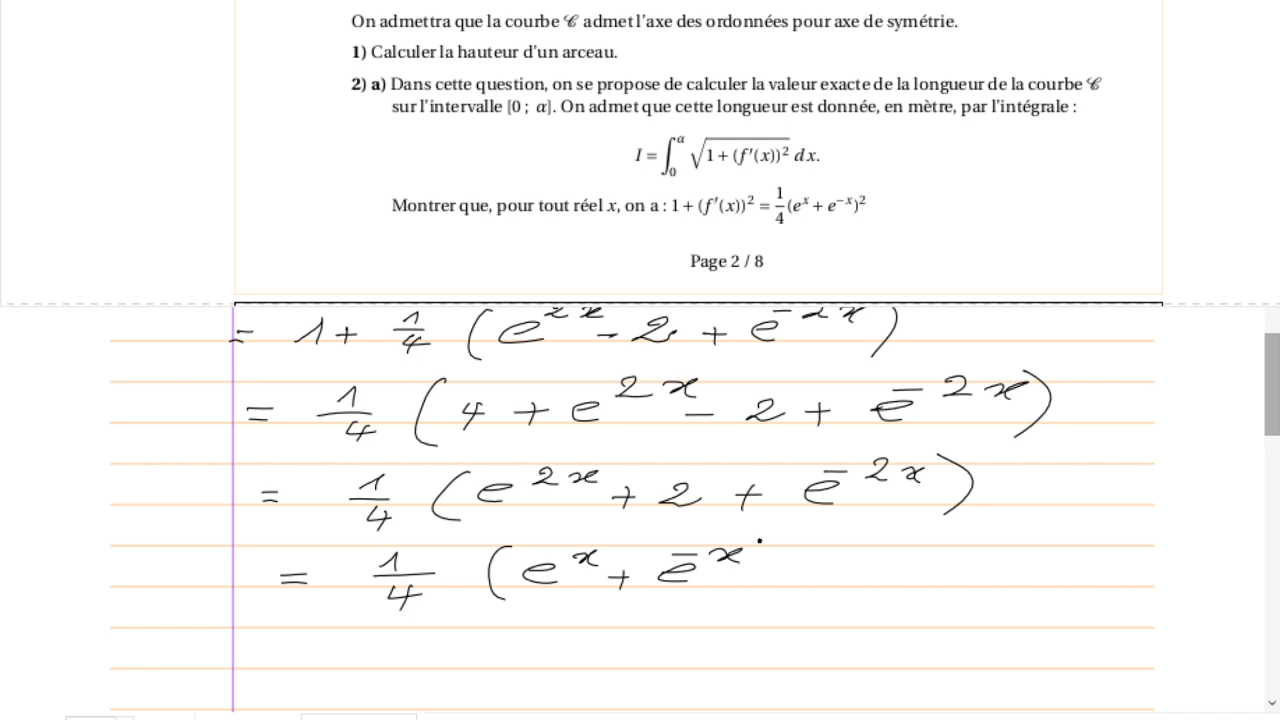 On admettra que la courbe 𝒞 admet l'axe des ordonnées pour axe de symétrie.
1) Calculer la hauteur d'un arceau.
2) a) Dans cette question, on se propose de calculer la valeur exacte de la longueur de la courbe 𝒞
sur l'intervalle [0 ; α]. On admet que cette longueur est donnée, en mètre, par l'intégrale :
I = ∫₀^α √(1 + (f′(x))²) dx.
Montrer que, pour tout réel x, on a : 1 + (f′(x))² = 1/4 (e^x + e^−x)²
Page 2 / 8
= 1 + 1/4 (e^2x − 2 + e^−2x)
= 1/4 (4 + e^2x − 2 + e^−2x)
= 1/4 (e^2x + 2 + e^−2x)
= 1/4 (e^x + e^−x